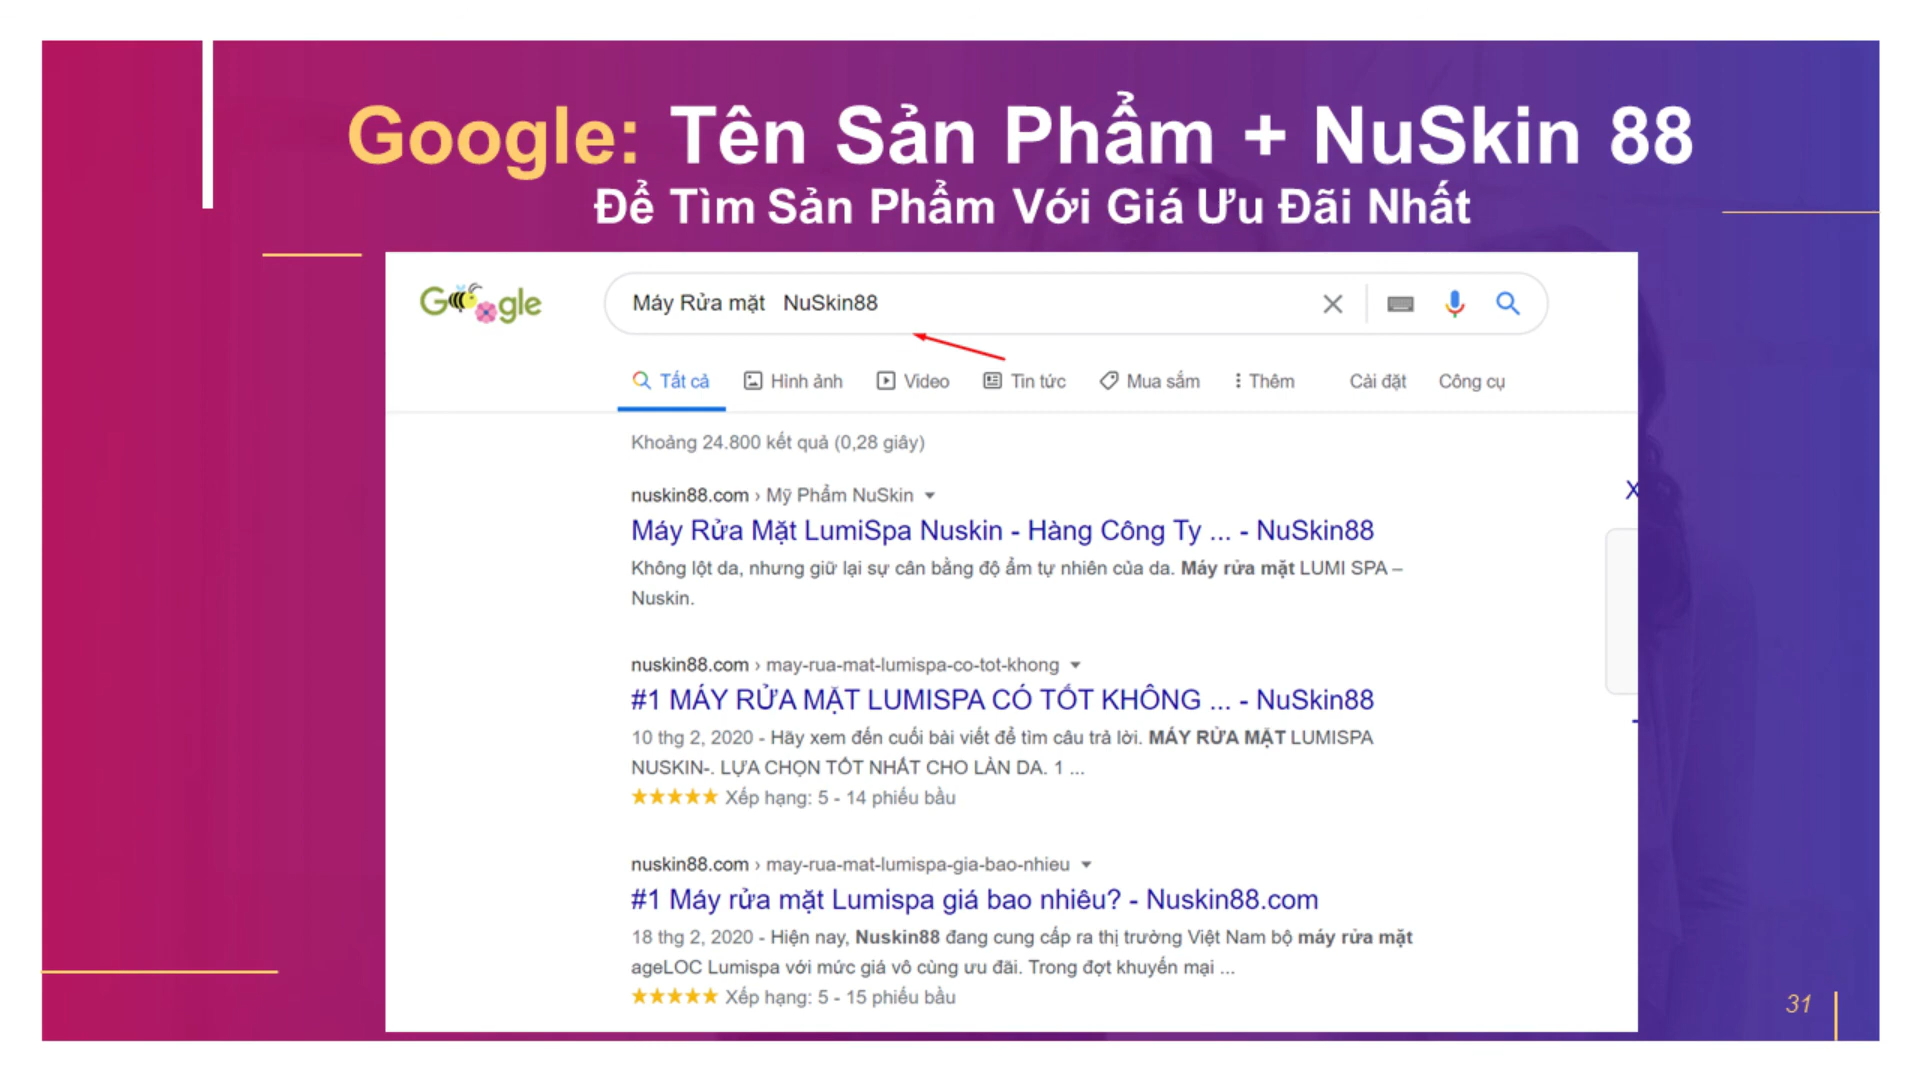 Google: Tên Sản Phẩm + NuSkin 88
Để Tìm Sản Phẩm Với Giá Ưu Đãi Nhất
Google
Máy Rửa mặt NuSkin88
Tất cả Hình ảnh Video Tin tức Mua sắm Thêm Cài đặt Công cụ
Khoảng 24.800 kết quả (0,28 giây)
nuskin88.com › Mỹ Phẩm NuSkin
Máy Rửa Mặt LumiSpa Nuskin - Hàng Công Ty ... - NuSkin88
Không lột da, nhưng giữ lại sự cân bằng độ ẩm tự nhiên của da. Máy rửa mặt LUMI SPA –
Nuskin.
nuskin88.com › may-rua-mat-lumispa-co-tot-khong
#1 MÁY RỬA MẶT LUMISPA CÓ TỐT KHÔNG ... - NuSkin88
10 thg 2, 2020 - Hãy xem đến cuối bài viết để tìm câu trả lời. MÁY RỬA MẶT LUMISPA
NUSKIN-. LỰA CHỌN TỐT NHẤT CHO LÀN DA. 1 ...
Xếp hạng: 5 - 14 phiếu bầu
nuskin88.com › may-rua-mat-lumispa-gia-bao-nhieu
#1 Máy rửa mặt Lumispa giá bao nhiêu? - Nuskin88.com
18 thg 2, 2020 - Hiện nay, Nuskin88 đang cung cấp ra thị trường Việt Nam bộ máy rửa mặt
ageLOC Lumispa với mức giá vô cùng ưu đãi. Trong đợt khuyến mại ...
Xếp hạng: 5 - 15 phiếu bầu
31